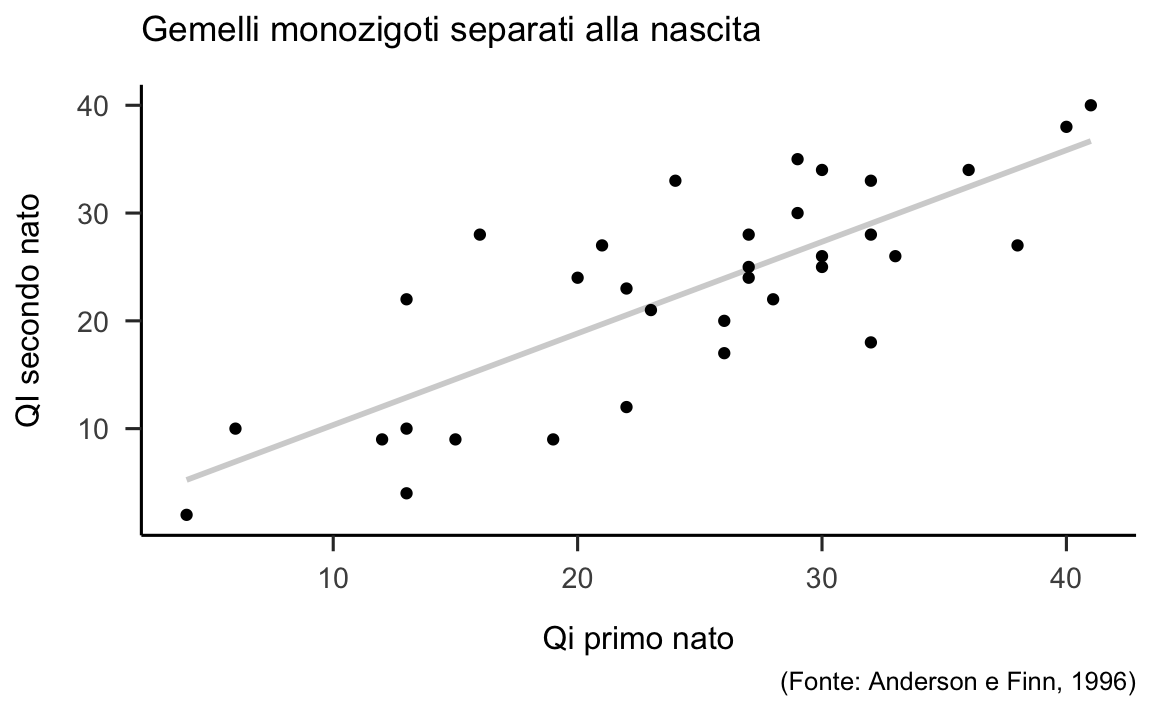 Gemelli monozigoti separati alla nascita
QI secondo nato
40
30
20
10
10 20 30 40
Qi primo nato
(Fonte: Anderson e Finn, 1996)